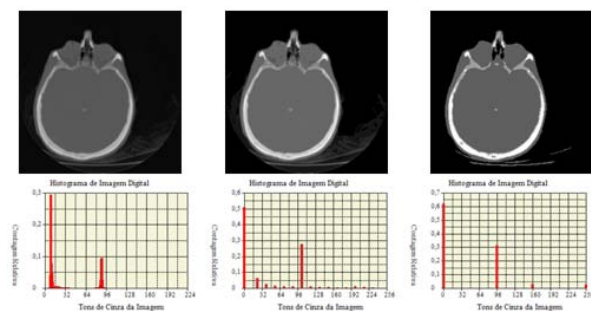 Histograma de Imagem Digital
Contagem Relativa
0,3
0,2
0,1
0
0 32 64 96 128 160 192 224
Tons de Cinza da Imagem
Histograma de Imagem Digital
Contagem Relativa
0,6
0,5
0,4
0,3
0,2
0,1
0
0 32 64 96 128 160 192 224 256
Tons de Cinza da Imagem
Histograma de Imagem Digital
Contagem Relativa
0,7
0,6
0,5
0,4
0,3
0,2
0,1
0
0 32 64 96 128 160 192 224 256
Tons de Cinza da Imagem